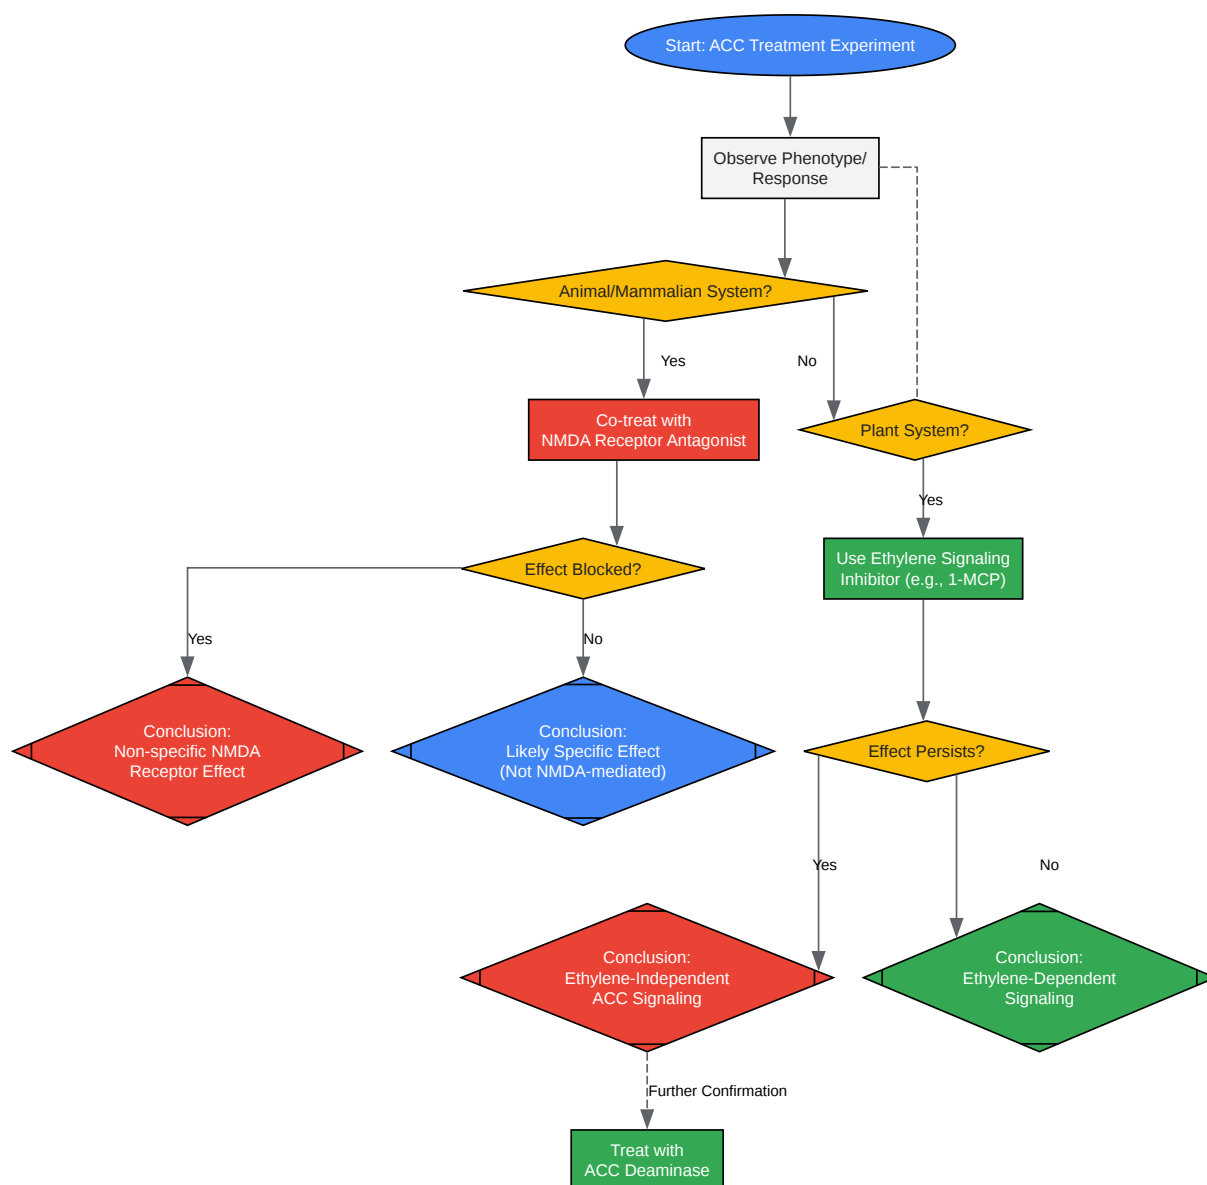 Start: ACC Treatment Experiment
Observe Phenotype/
Response
Animal/Mammalian System?
Yes
No
Co-treat with
NMDA Receptor Antagonist
Plant System?
Yes
Effect Blocked?
Use Ethylene Signaling
Inhibitor (e.g., 1-MCP)
Yes
No
Conclusion:
Non-specific NMDA
Receptor Effect
Conclusion:
Likely Specific Effect
(Not NMDA-mediated)
Effect Persists?
Yes
No
Conclusion:
Ethylene-Independent
ACC Signaling
Conclusion:
Ethylene-Dependent
Signaling
Further Confirmation
Treat with
ACC Deaminase